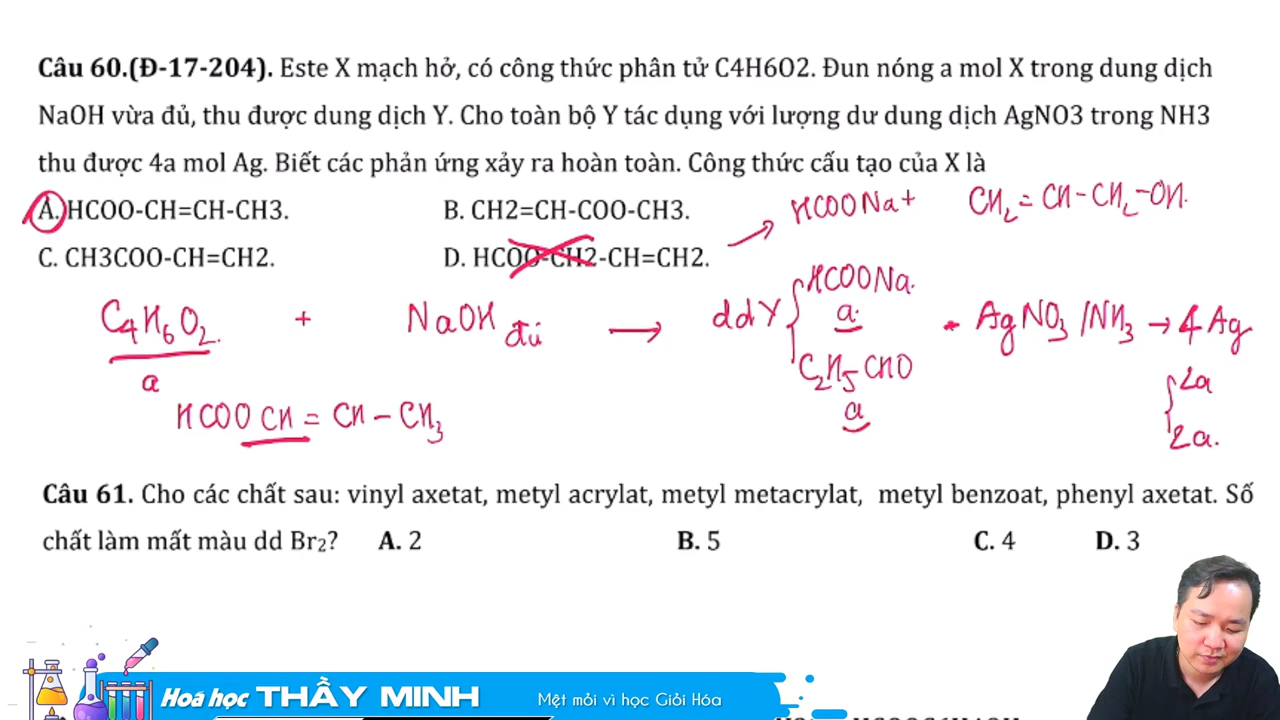 Câu 60.(Đ-17-204). Este X mạch hở, có công thức phân tử C4H6O2. Đun nóng a mol X trong dung dịch
NaOH vừa đủ, thu được dung dịch Y. Cho toàn bộ Y tác dụng với lượng dư dung dịch AgNO3 trong NH3
thu được 4a mol Ag. Biết các phản ứng xảy ra hoàn toàn. Công thức cấu tạo của X là
A. HCOO-CH=CH-CH3. B. CH2=CH-COO-CH3.
HCOONa + CH2 = CH - CH2 - OH.
C. CH3COO-CH=CH2. D. HCOO-CH2-CH=CH2.
C4H6O2. + NaOH đủ → ddY { HCOONa. + AgNO3 /NH3 → 4Ag
a
a.
C2H5CHO
a
2a
2a.
HCOO CH = CH - CH3
Câu 61. Cho các chất sau: vinyl axetat, metyl acrylat, metyl metacrylat, metyl benzoat, phenyl axetat. Số
chất làm mất màu dd Br2? A. 2 B. 5 C. 4 D. 3
Hoá học THẦY MINH Mệt mỏi vì học Giỏi Hóa